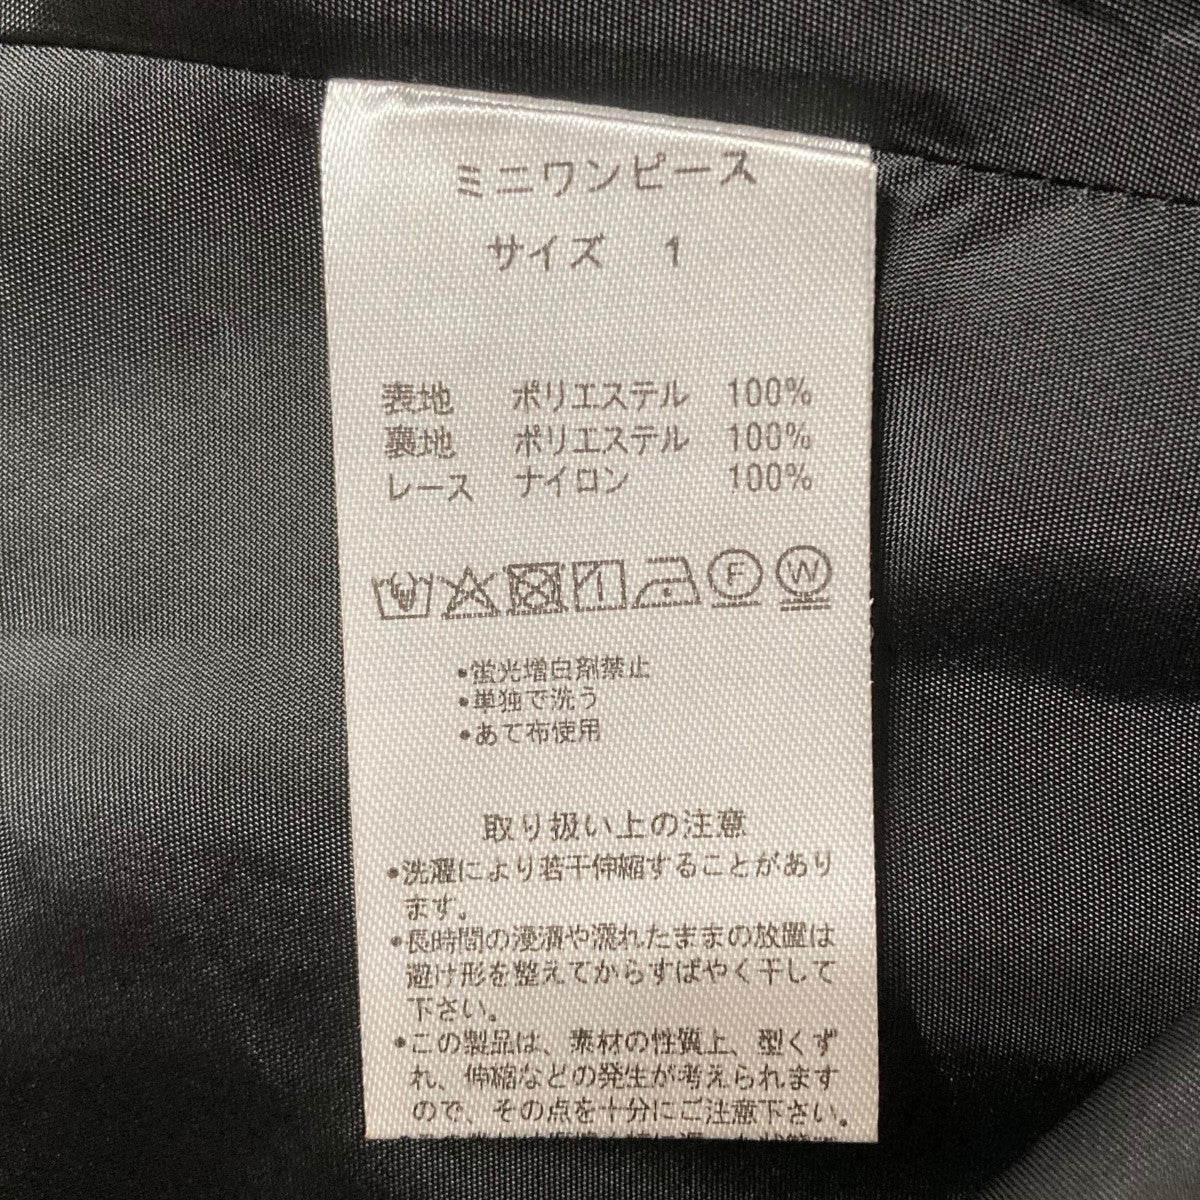 ミニワンピース
サイズ 1
表地 ポリエステル 100%
裏地 ポリエステル 100%
レース ナイロン 100%
F W
•蛍光増白剤禁止
•単独で洗う
•あて布使用
取り扱い上の注意
•洗濯により若干伸縮することがあり
ます。
•長時間の浸漬や濡れたままの放置は
避け形を整えてからすばやく干して
下さい。
•この製品は、素材の性質上、型くず
れ、伸縮などの発生が考えられます
ので、その点を十分にご注意下さい。